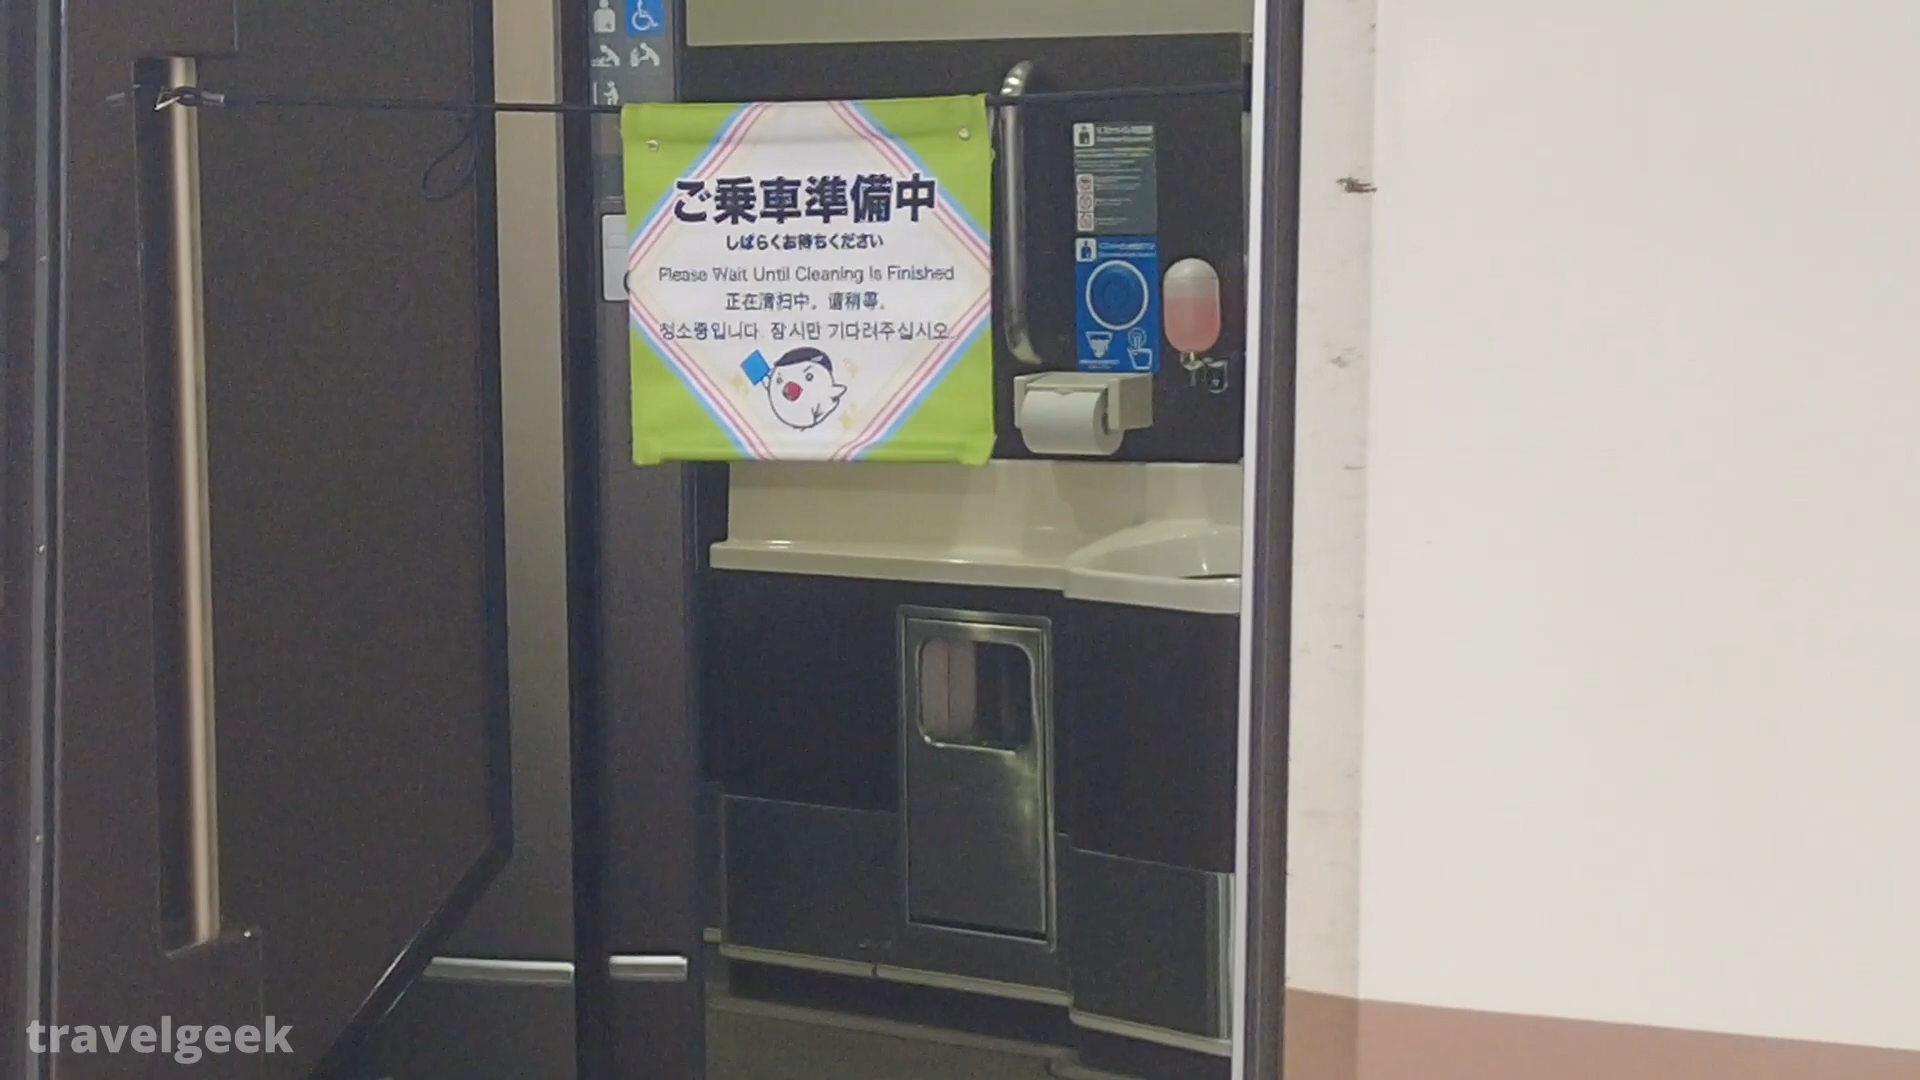 ご乗車準備中
しばらくお待ちください
Please Wait Until Cleaning Is Finished
正在清扫中。请稍等。
청소중입니다. 잠시만 기다려주십시오.
travelgeek